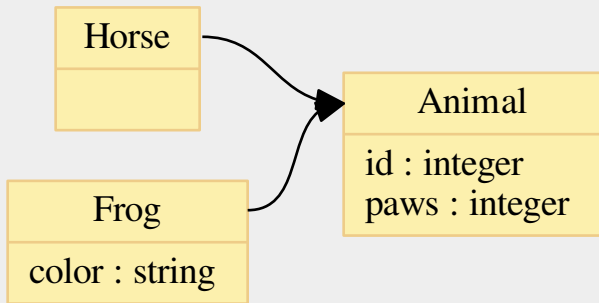 Horse
Frog
color : string
Animal
id : integer
paws : integer